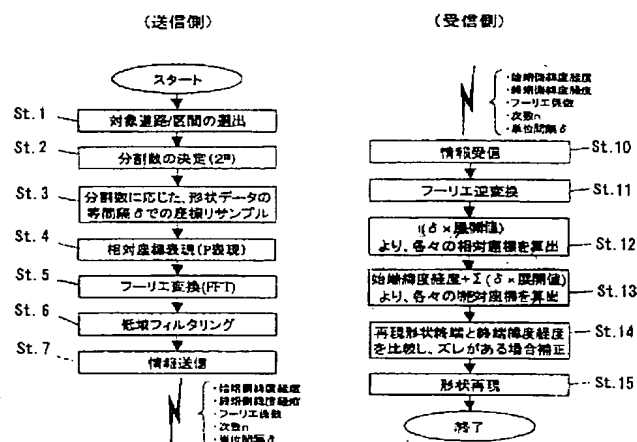 (送信側)
スタート
St.1
対象道路/区間の選出
St.2
分割数の決定(2ᵐ)
St.3
分割数に応じた、形状データの
等間隔δでの座標リサンプル
St.4
相対座標表現(P表現)
St.5
フーリエ変換(FFT)
St.6
低域フィルタリング
St.7
情報送信
・始端側緯度経度
・終端側緯度経度
・フーリエ係数
・次数n
・単位間隔δ
(受信側)
・始端側緯度経度
・終端側緯度経度
・フーリエ係数
・次数n
・単位間隔δ
情報受信
St.10
フーリエ逆変換
St.11
(δ×展開値)
より、各々の相対座標を算出
St.12
始端緯度経度+Σ(δ×展開値)
より、各々の絶対座標を算出
St.13
再現形状終端と終端緯度経度
を比較し、ズレがある場合補正
St.14
形状再現
St.15
終了